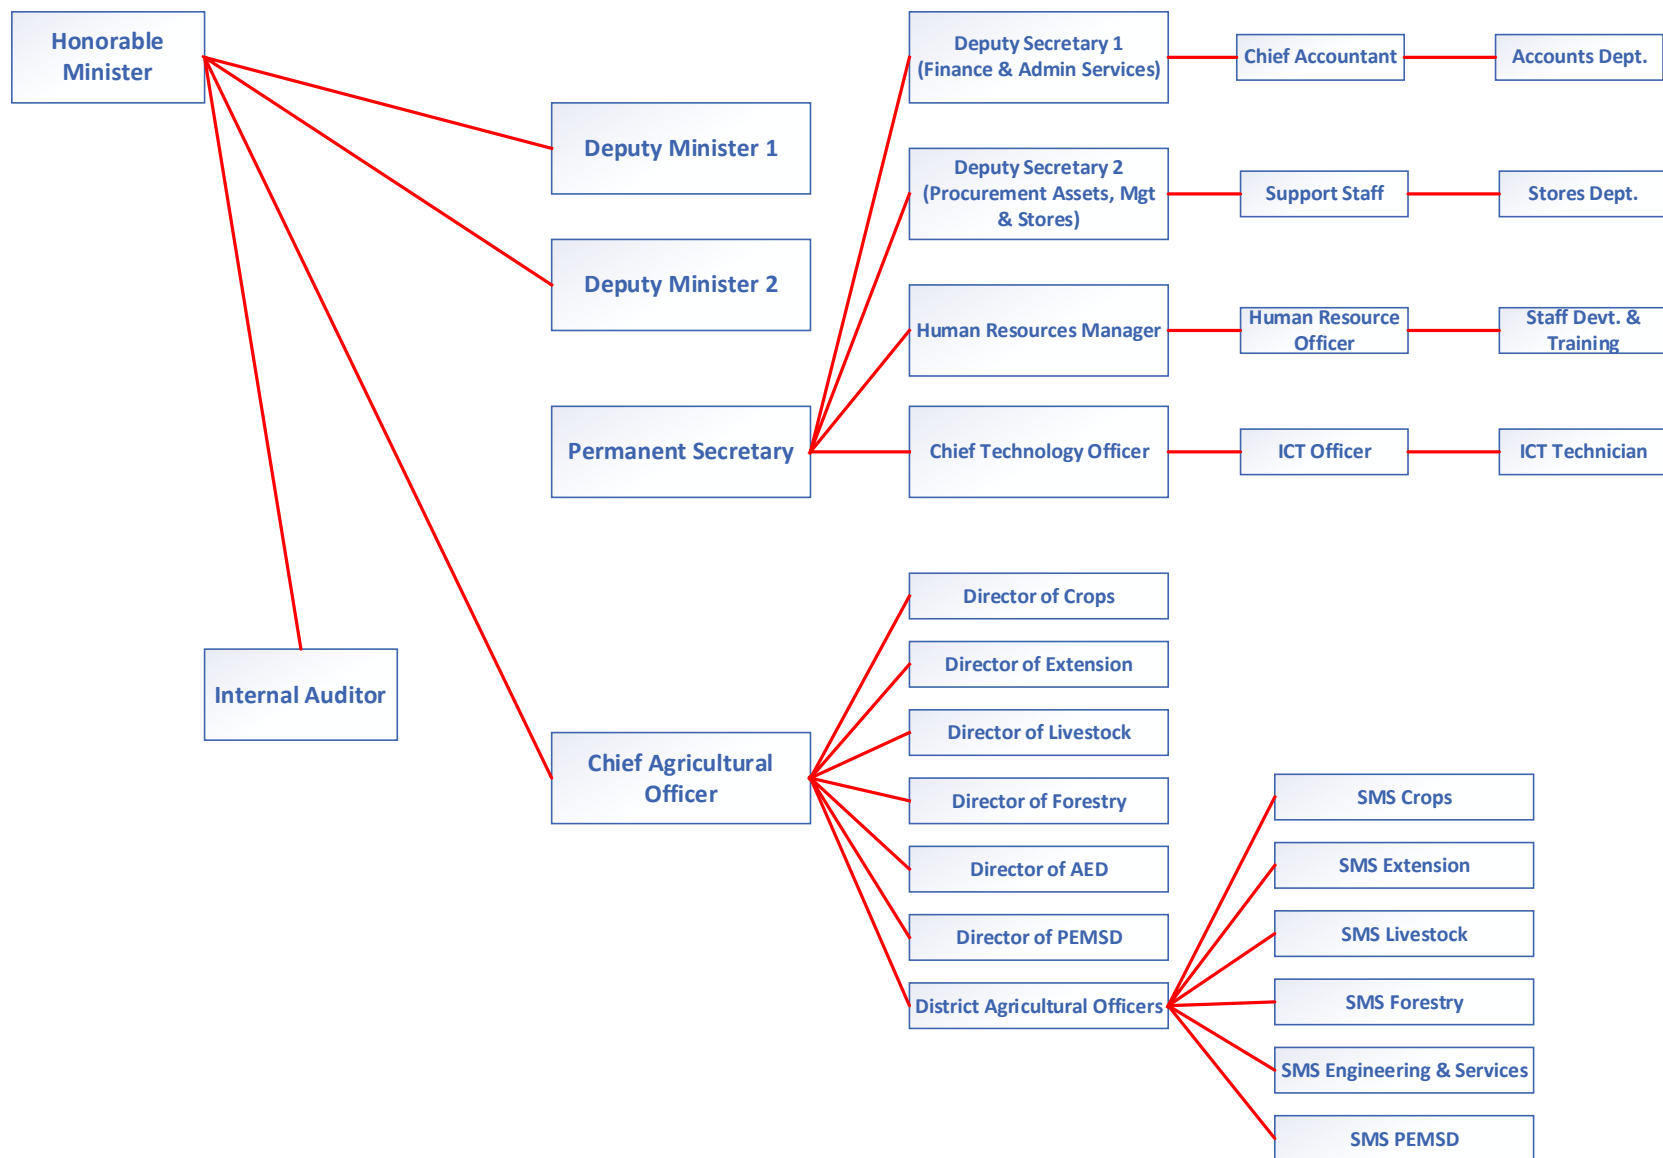 Honorable
Minister
Deputy Minister 1
Deputy Minister 2
Permanent Secretary
Internal Auditor
Chief Agricultural
Officer
Deputy Secretary 1
(Finance & Admin Services)
Chief Accountant
Accounts Dept.
Deputy Secretary 2
(Procurement Assets, Mgt
& Stores)
Support Staff
Stores Dept.
Human Resources Manager
Human Resource
Officer
Staff Devt. &
Training
Chief Technology Officer
ICT Officer
ICT Technician
Director of Crops
Director of Extension
Director of Livestock
Director of Forestry
Director of AED
Director of PEMSD
District Agricultural Officers
SMS Crops
SMS Extension
SMS Livestock
SMS Forestry
SMS Engineering & Services
SMS PEMSD